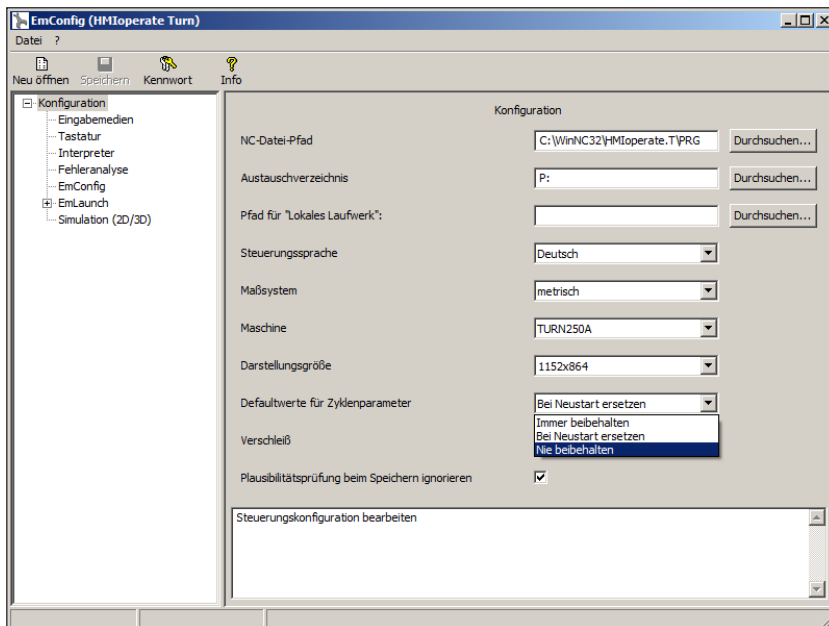 EmConfig (HMIoperate Turn)
Datei ?
Neu öffnen Speichern Kennwort Info
Konfiguration
Eingabemedien
Tastatur
Interpreter
Fehleranalyse
EmConfig
EmLaunch
Simulation (2D/3D)
Konfiguration
NC-Datei-Pfad C:\WinNC32\HMIoperate.T\PRG Durchsuchen...
Austauschverzeichnis P: Durchsuchen...
Pfad für "Lokales Laufwerk": Durchsuchen...
Steuerungssprache Deutsch
Maßsystem metrisch
Maschine TURN250A
Darstellungsgröße 1152x864
Defaultwerte für Zyklenparameter Bei Neustart ersetzen
Immer beibehalten
Bei Neustart ersetzen
Nie beibehalten
Verschleiß
Plausibilitätsprüfung beim Speichern ignorieren
Steuerungskonfiguration bearbeiten